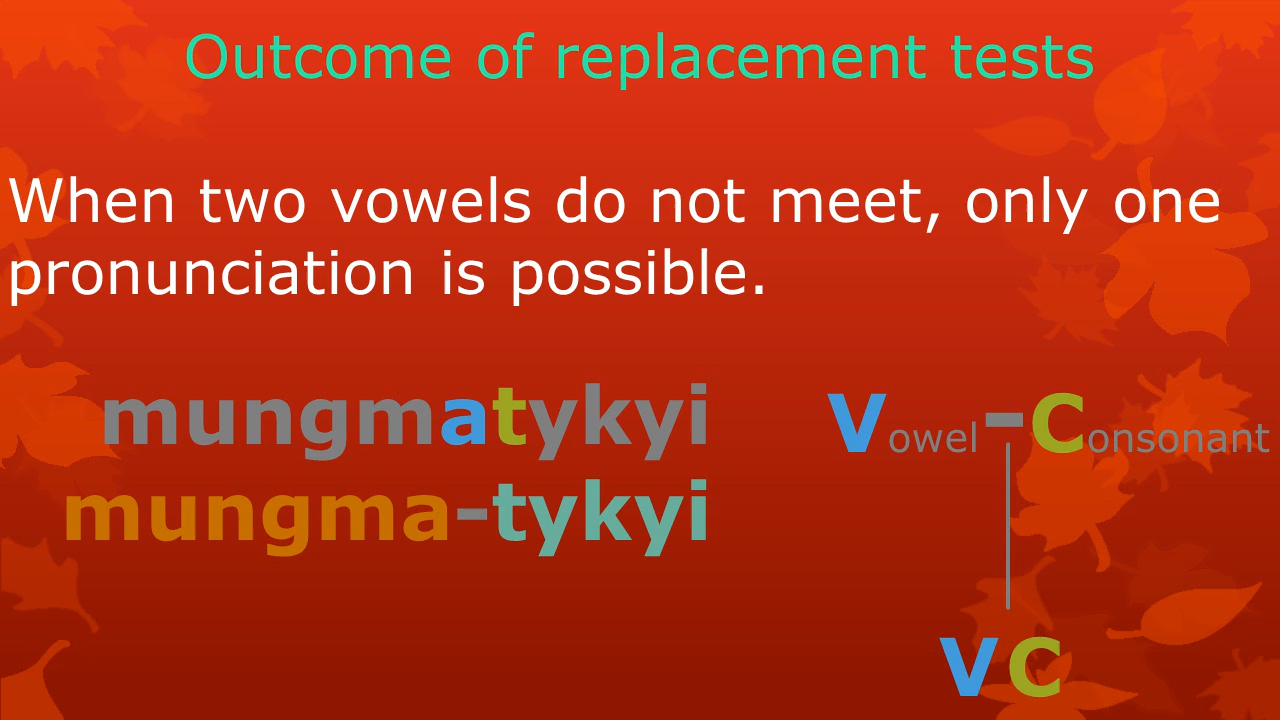 Outcome of replacement tests
When two vowels do not meet, only one
pronunciation is possible.
mungmatykyi
mungma-tykyi
Vowel-Consonant
VC